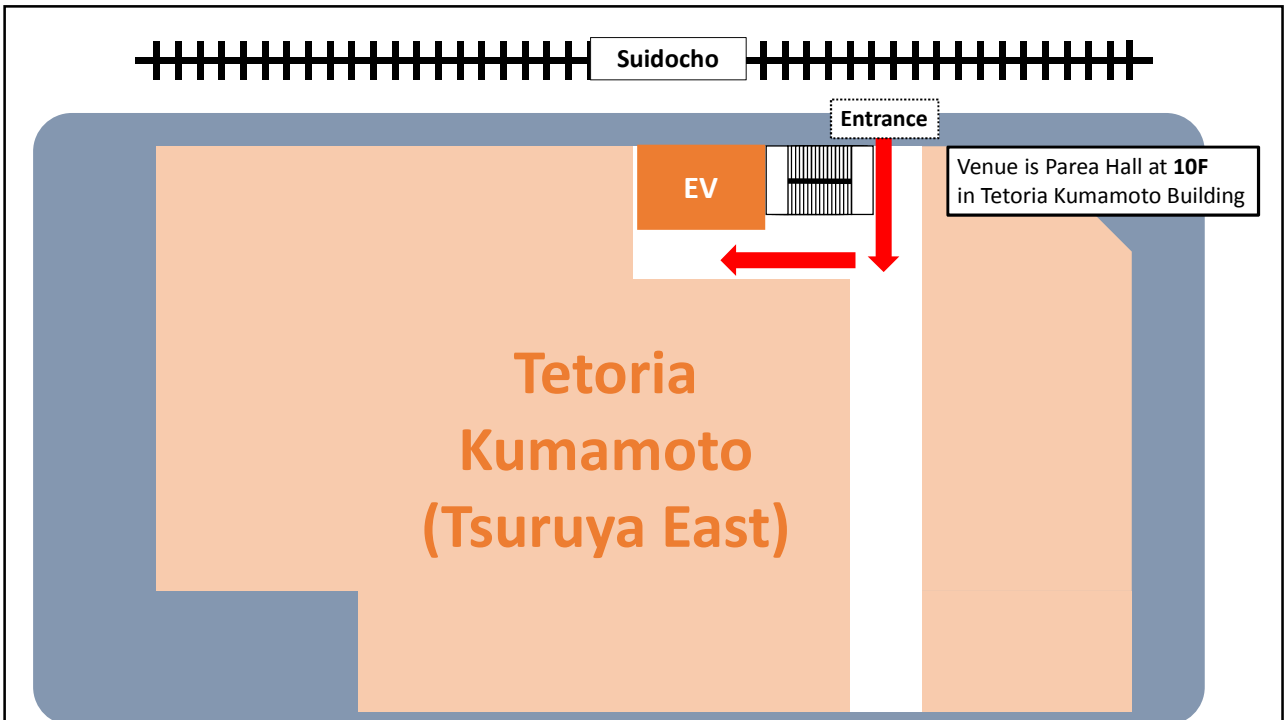 Suidocho
Entrance
Venue is Parea Hall at 10F
in Tetoria Kumamoto Building
EV
Tetoria
Kumamoto
(Tsuruya East)